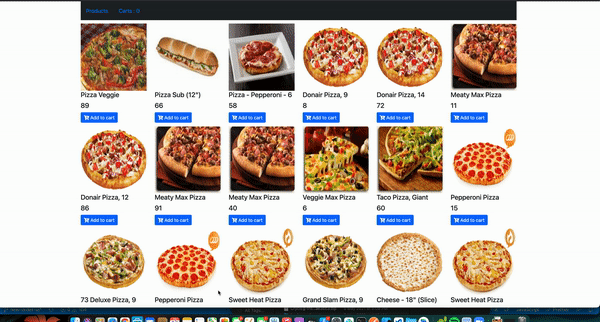 Products Carts : 0
Pizza Veggie
89
Add to cart
Pizza Sub (12")
66
Add to cart
Pizza - Pepperoni - 6
58
Add to cart
Donair Pizza, 9
8
Add to cart
Donair Pizza, 14
72
Add to cart
Meaty Max Pizza
11
Add to cart
Donair Pizza, 12
86
Add to cart
Meaty Max Pizza
91
Add to cart
Meaty Max Pizza
40
Add to cart
Veggie Max Pizza
6
Add to cart
Taco Pizza, Giant
60
Add to cart
Pepperoni Pizza
15
Add to cart
73 Deluxe Pizza, 9
Pepperoni Pizza
Sweet Heat Pizza
Grand Slam Pizza, 9
Cheese - 18" (Slice)
Sweet Heat Pizza